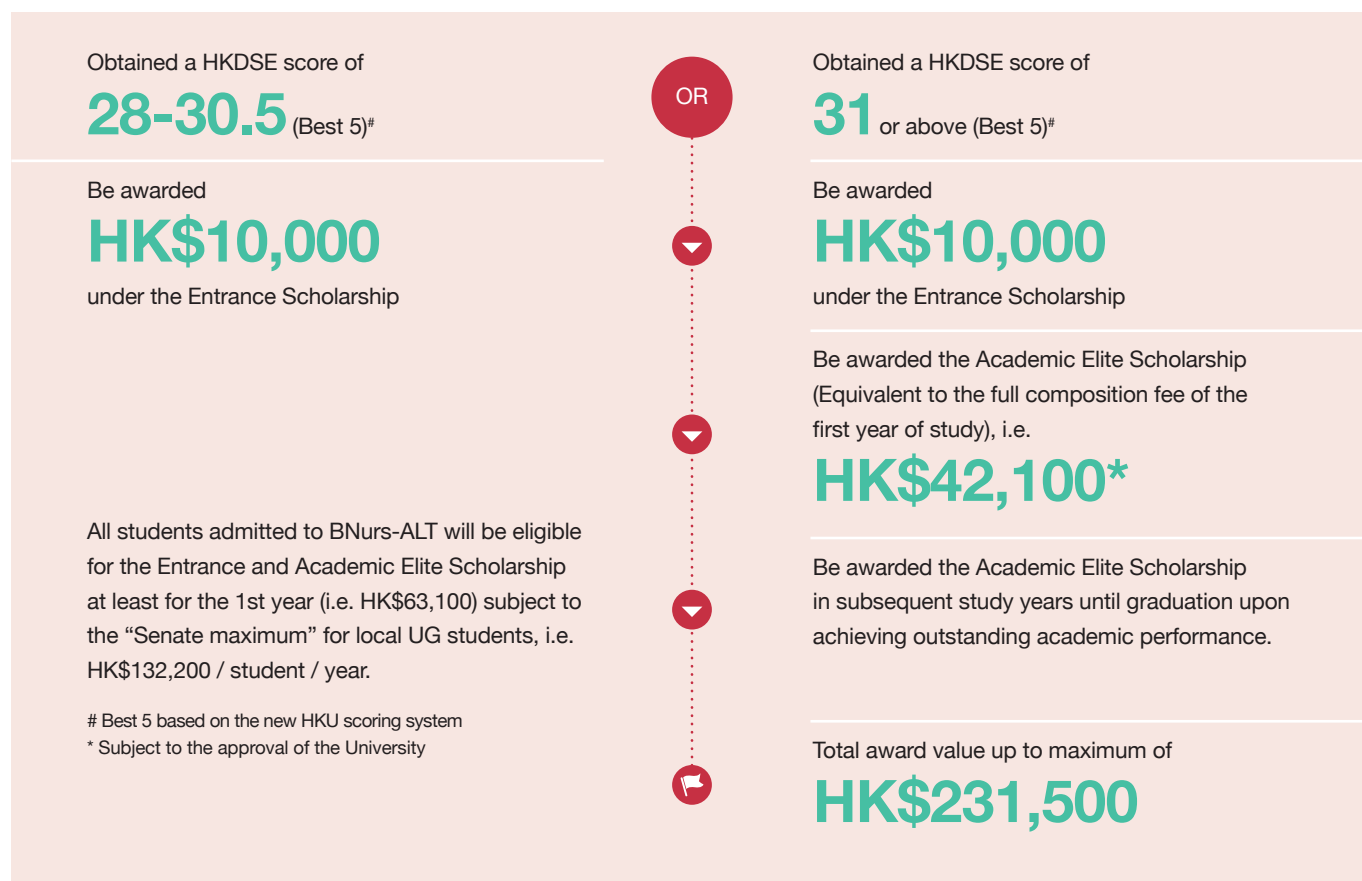 Obtained a HKDSE score of
28-30.5 (Best 5)#
Be awarded
HK$10,000
under the Entrance Scholarship
All students admitted to BNurs-ALT will be eligible
for the Entrance and Academic Elite Scholarship
at least for the 1st year (i.e. HK$63,100) subject to
the “Senate maximum” for local UG students, i.e.
HK$132,200 / student / year.
# Best 5 based on the new HKU scoring system
* Subject to the approval of the University
OR
Obtained a HKDSE score of
31 or above (Best 5)#
Be awarded
HK$10,000
under the Entrance Scholarship
Be awarded the Academic Elite Scholarship
(Equivalent to the full composition fee of the
first year of study), i.e.
HK$42,100*
Be awarded the Academic Elite Scholarship
in subsequent study years until graduation upon
achieving outstanding academic performance.
Total award value up to maximum of
HK$231,500